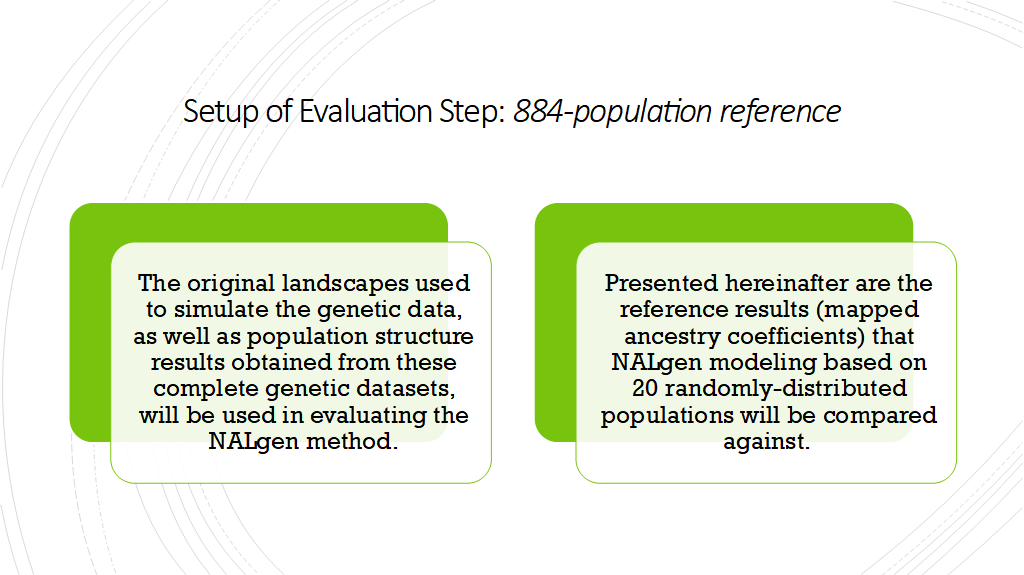 Setup of Evaluation Step: 884-population reference
The original landscapes used
to simulate the genetic data,
as well as population structure
results obtained from these
complete genetic datasets,
will be used in evaluating the
NALgen method.
Presented hereinafter are the
reference results (mapped
ancestry coefficients) that
NALgen modeling based on
20 randomly-distributed
populations will be compared
against.